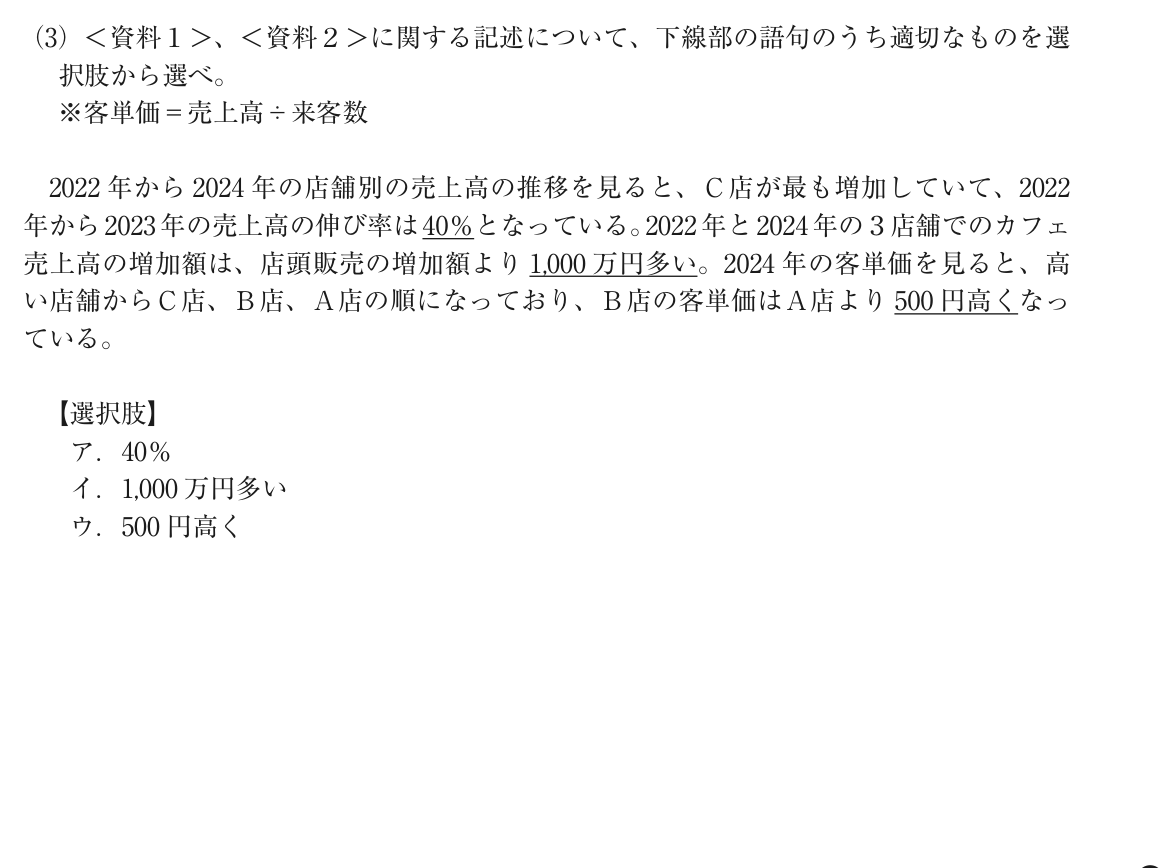 （3）＜資料１＞、＜資料２＞に関する記述について、下線部の語句のうち適切なものを選
択肢から選べ。
※客単価＝売上高÷来客数
2022 年から 2024 年の店舗別の売上高の推移を見ると、Ｃ店が最も増加していて、2022
年から 2023 年の売上高の伸び率は 40％となっている。2022 年と 2024 年の３店舗でのカフェ
売上高の増加額は、店頭販売の増加額より 1,000 万円多い。2024 年の客単価を見ると、高
い店舗からＣ店、Ｂ店、Ａ店の順になっており、Ｂ店の客単価はＡ店より 500 円高くなっ
ている。
【選択肢】
ア．40％
イ．1,000 万円多い
ウ．500 円高く